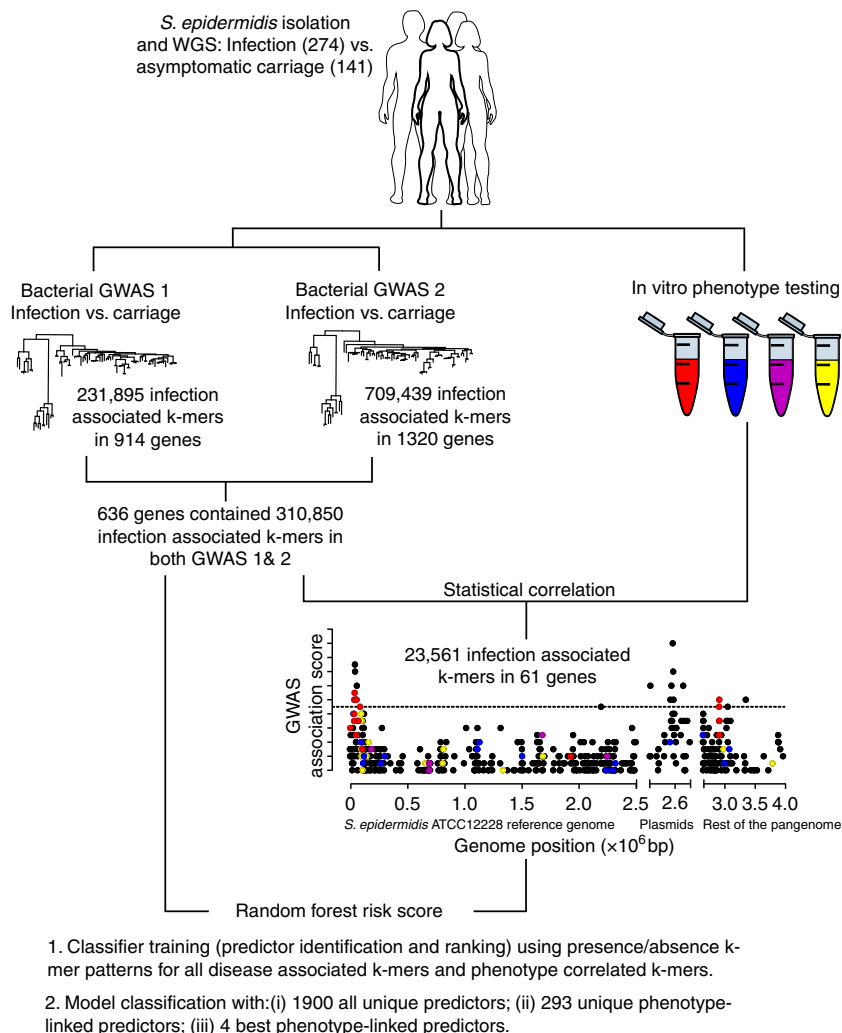 S. epidermidis isolation
and WGS: Infection (274) vs.
asymptomatic carriage (141)
Bacterial GWAS 1
Infection vs. carriage
231,895 infection
associated k-mers
in 914 genes
Bacterial GWAS 2
Infection vs. carriage
709,439 infection
associated k-mers
in 1320 genes
In vitro phenotype testing
636 genes contained 310,850
infection associated k-mers in
both GWAS 1& 2
Statistical correlation
23,561 infection associated
k-mers in 61 genes
GWAS
association score
0 0.5 1.0 1.5 2.0 2.5 2.6 3.0 3.5 4.0
S. epidermidis ATCC12228 reference genome Plasmids Rest of the pangenome
Genome position (×10⁶ bp)
Random forest risk score
1. Classifier training (predictor identification and ranking) using presence/absence k-
mer patterns for all disease associated k-mers and phenotype correlated k-mers.
2. Model classification with:(i) 1900 all unique predictors; (ii) 293 unique phenotype-
linked predictors; (iii) 4 best phenotype-linked predictors.